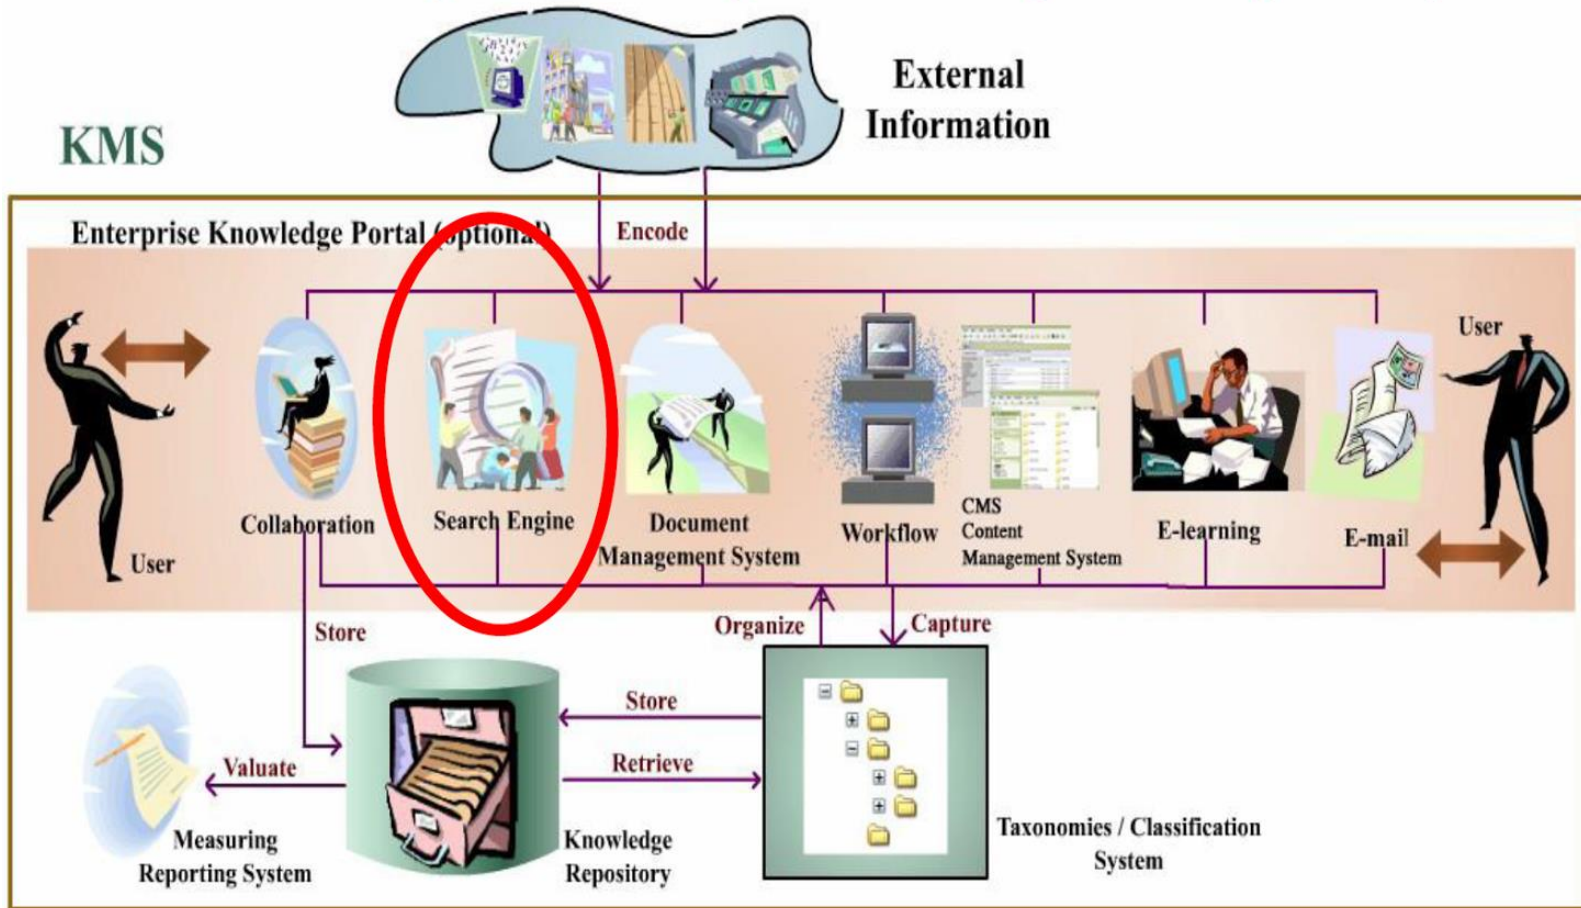 External
Information
KMS
Enterprise Knowledge Portal (optional)
Encode
User
Collaboration
Search Engine
Document
Management System
Workflow
CMS
Content
Management System
E-learning
E-mail
User
Store
Organize
Capture
Store
Retrieve
Valuate
Measuring
Reporting System
Knowledge
Repository
Taxonomies / Classification
System